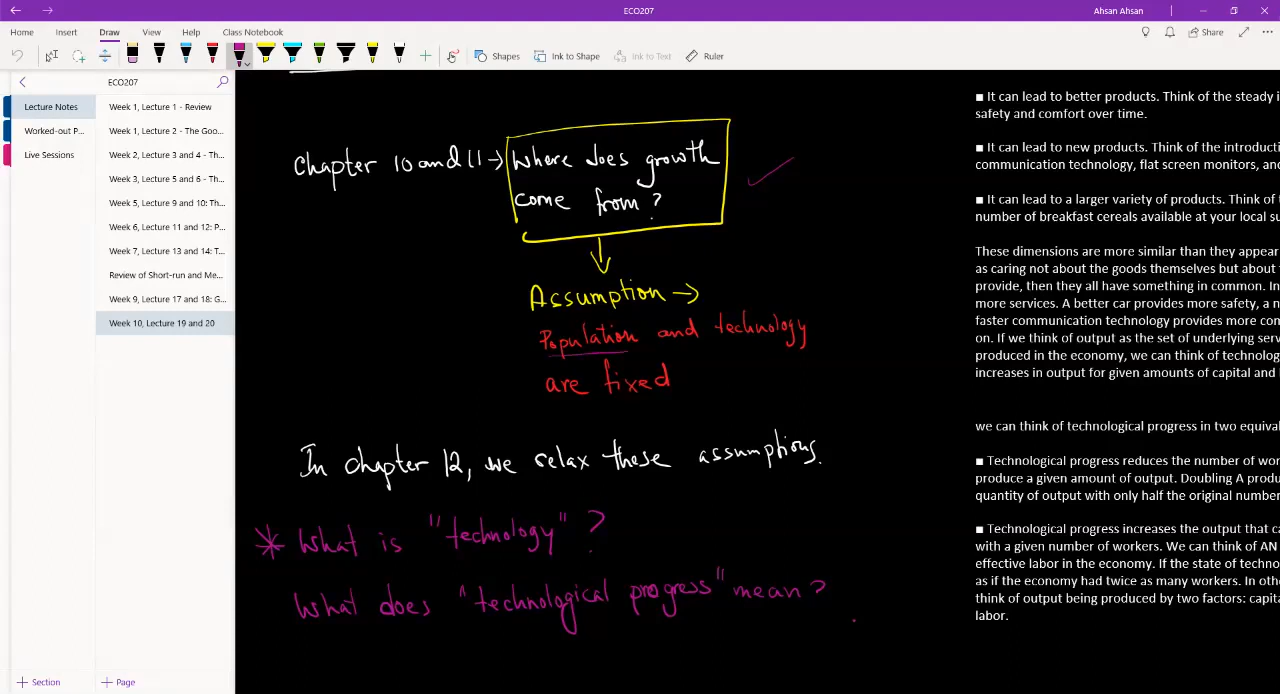 ECO207
Ahsan Ahsan
Home Insert Draw View Help Class Notebook
Share
Shapes Ink to Shape Ink to Text Ruler
ECO207
Lecture Notes
Worked-out P...
Live Sessions
Week 1, Lecture 1 - Review
Week 1, Lecture 2 - The Goo...
Week 2, Lecture 3 and 4 - Th...
Week 3, Lecture 5 and 6 - Th...
Week 5, Lecture 9 and 10: Th...
Week 6, Lecture 11 and 12: P...
Week 7, Lecture 13 and 14: T...
Review of Short-run and Me...
Week 9, Lecture 17 and 18: G...
Week 10, Lecture 19 and 20
+ Section
+ Page
Chapter 10 and 11 → Where does growth
come from?
Assumption →
Population and technology
are fixed
In chapter 12, we relax these assumptions.
* What is "technology"?
What does "technological progress" mean?
■ It can lead to better products. Think of the steady i
safety and comfort over time.
■ It can lead to new products. Think of the introducti
communication technology, flat screen monitors, an
■ It can lead to a larger variety of products. Think of t
number of breakfast cereals available at your local su
These dimensions are more similar than they appear
as caring not about the goods themselves but about
provide, then they all have something in common. In
more services. A better car provides more safety, a n
faster communication technology provides more com
on. If we think of output as the set of underlying serv
produced in the economy, we can think of technolog
increases in output for given amounts of capital and
we can think of technological progress in two equival
■ Technological progress reduces the number of wor
produce a given amount of output. Doubling A produ
quantity of output with only half the original number
■ Technological progress increases the output that ca
with a given number of workers. We can think of AN
effective labor in the economy. If the state of techno
as if the economy had twice as many workers. In othe
think of output being produced by two factors: capita
labor.